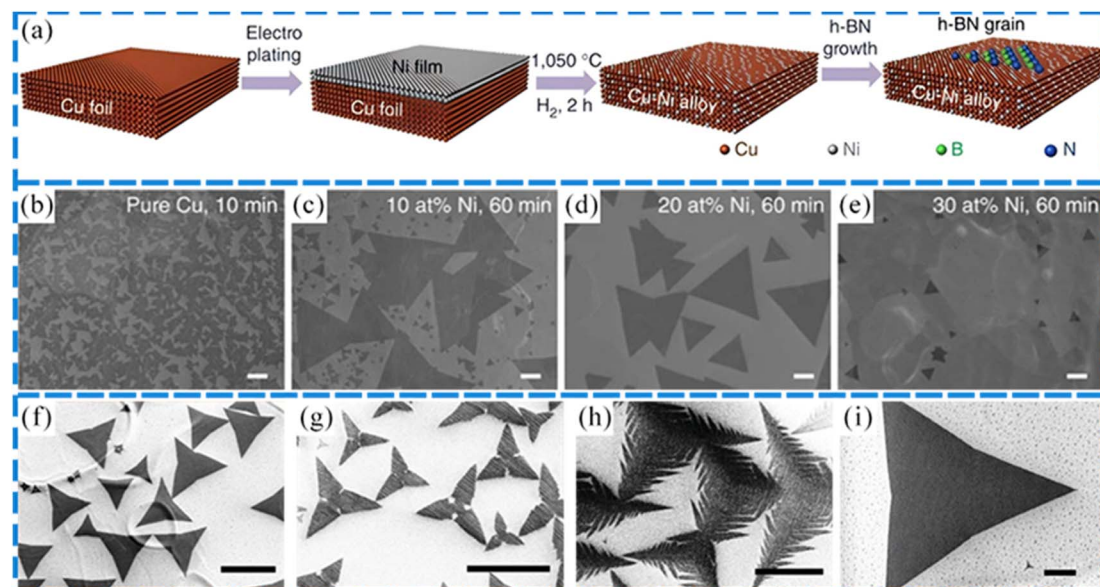 (a)
Electro
plating
1,050 °C
H₂, 2 h
h-BN
growth
h-BN grain
Cu foil
Ni film
Cu foil
Cu-Ni alloy
Cu-Ni alloy
Cu
Ni
B
N
(b) Pure Cu, 10 min
(c) 10 at% Ni, 60 min
(d) 20 at% Ni, 60 min
(e) 30 at% Ni, 60 min
(f)
(g)
(h)
(i)